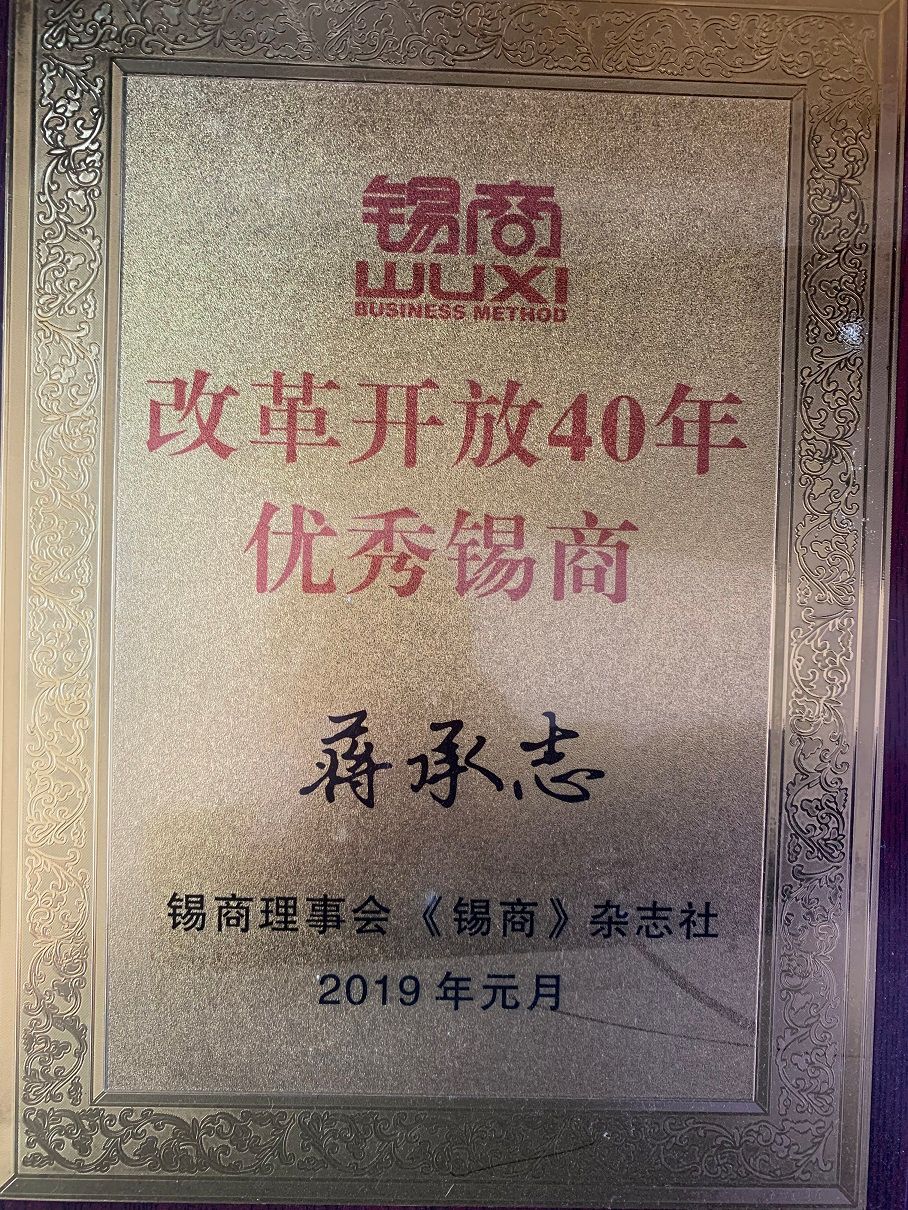 锡商
WUXI
BUSINESS METHOD
改革开放40年
优秀锡商
蒋承志
锡商理事会《锡商》杂志社
2019年元月